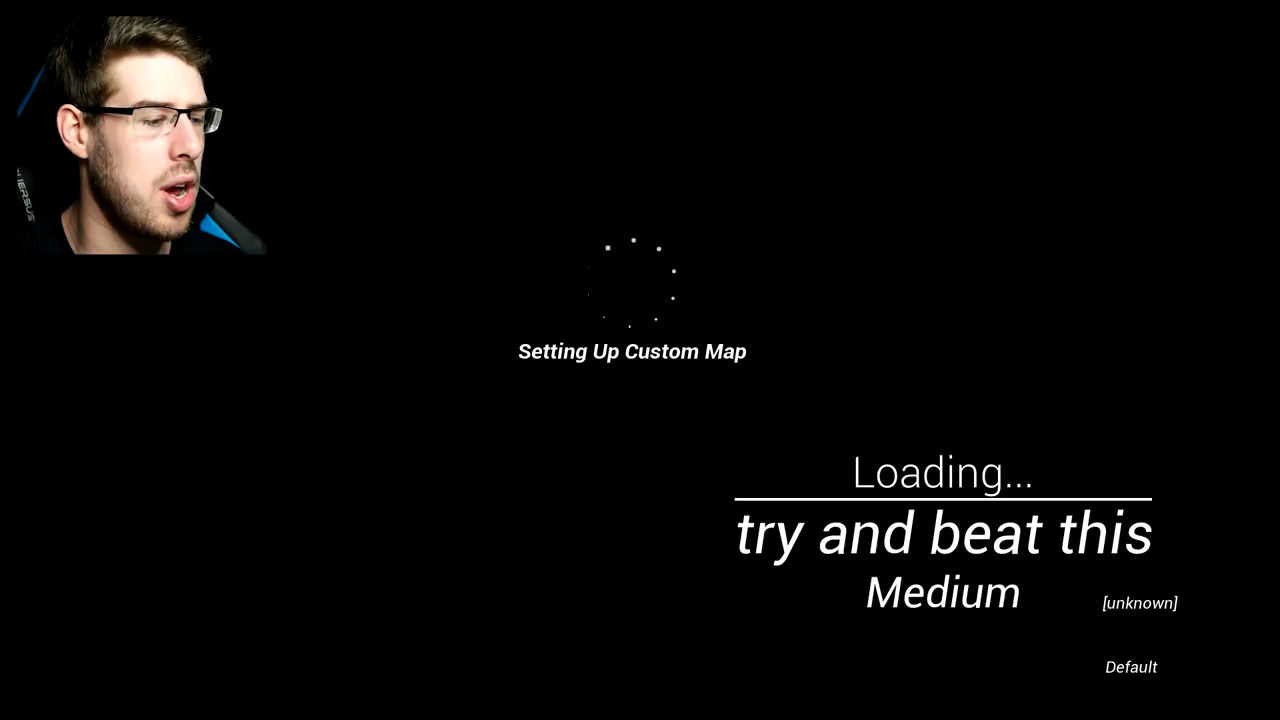 Setting Up Custom Map
Loading...
try and beat this
Medium
[unknown]
Default